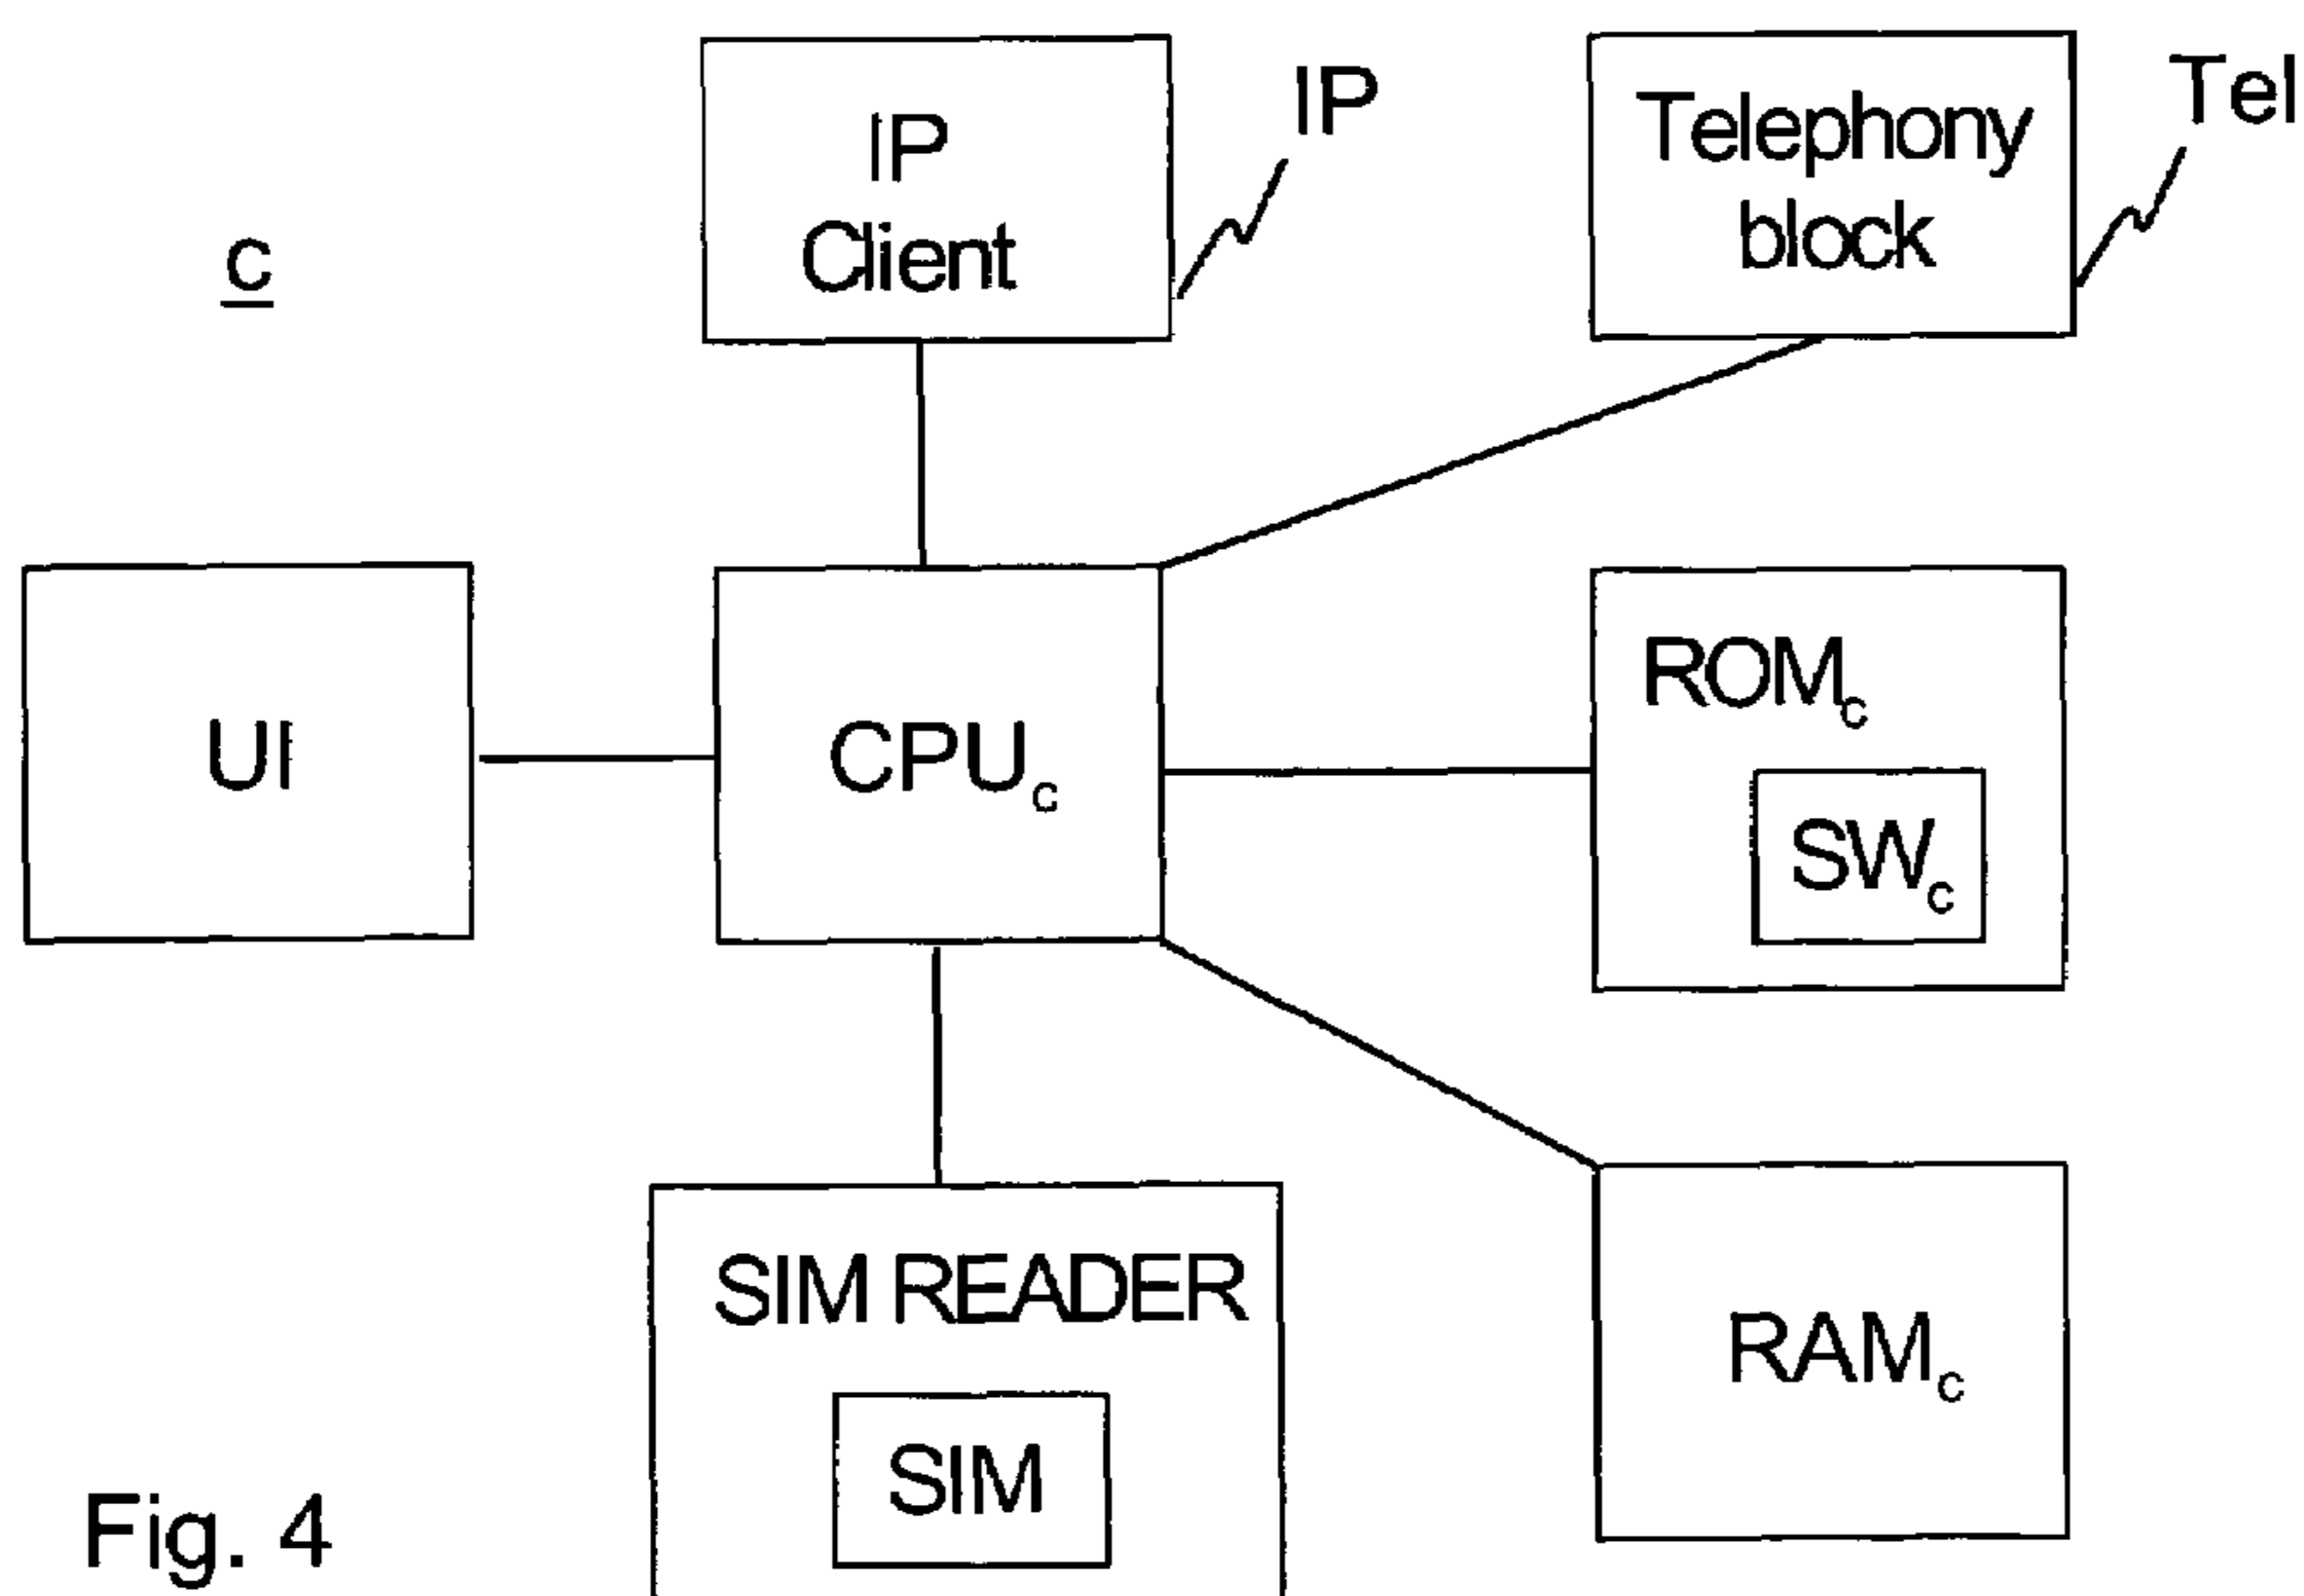 IP
Client
IP
Telephony
block
Tel
c
UI
CPUc
ROMc
SWc
SIM READER
SIM
RAMc
Fig. 4